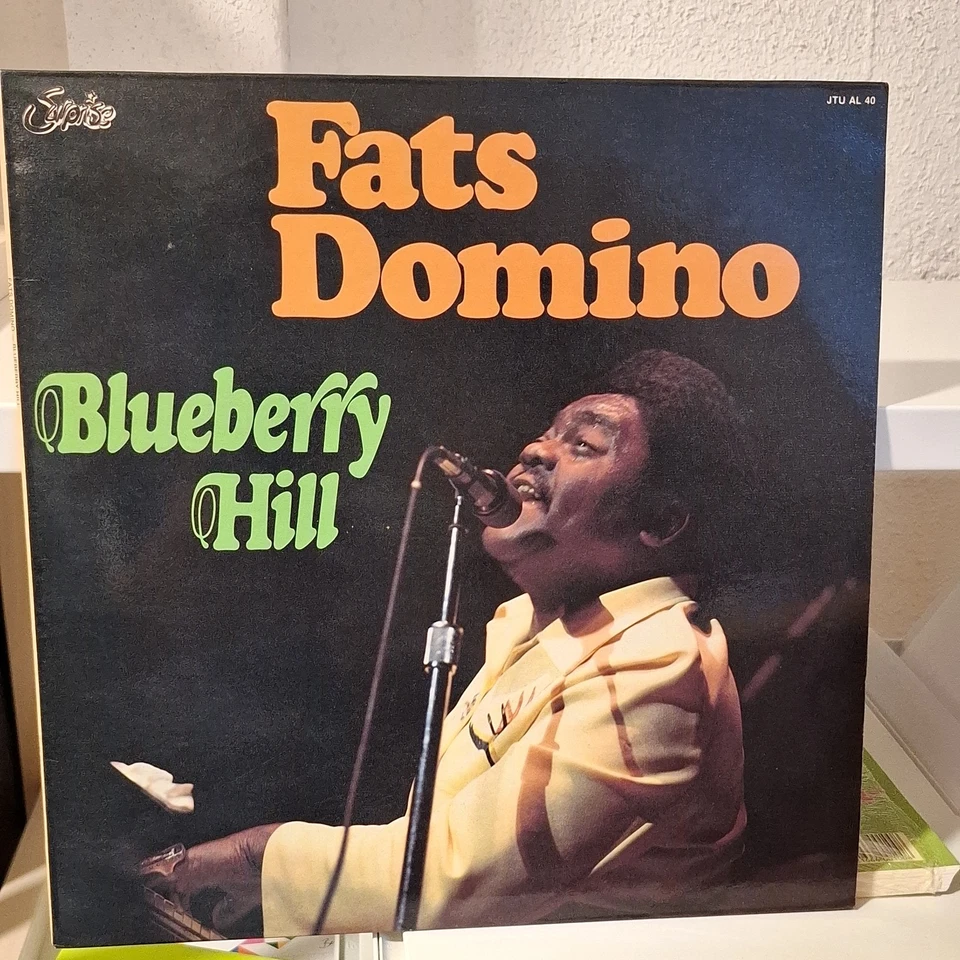 Surprise
JTU AL 40
Fats
Domino
Blueberry
Hill